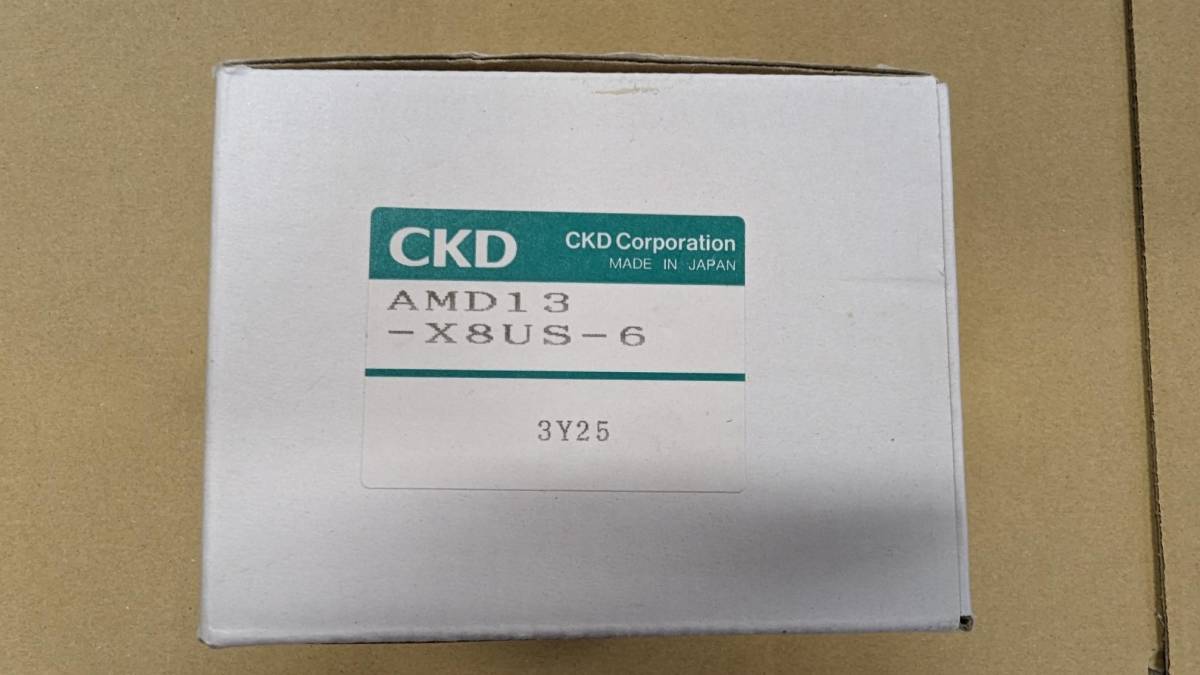 CKD
CKD Corporation
MADE IN JAPAN
AMD13
-X8US-6
3Y25